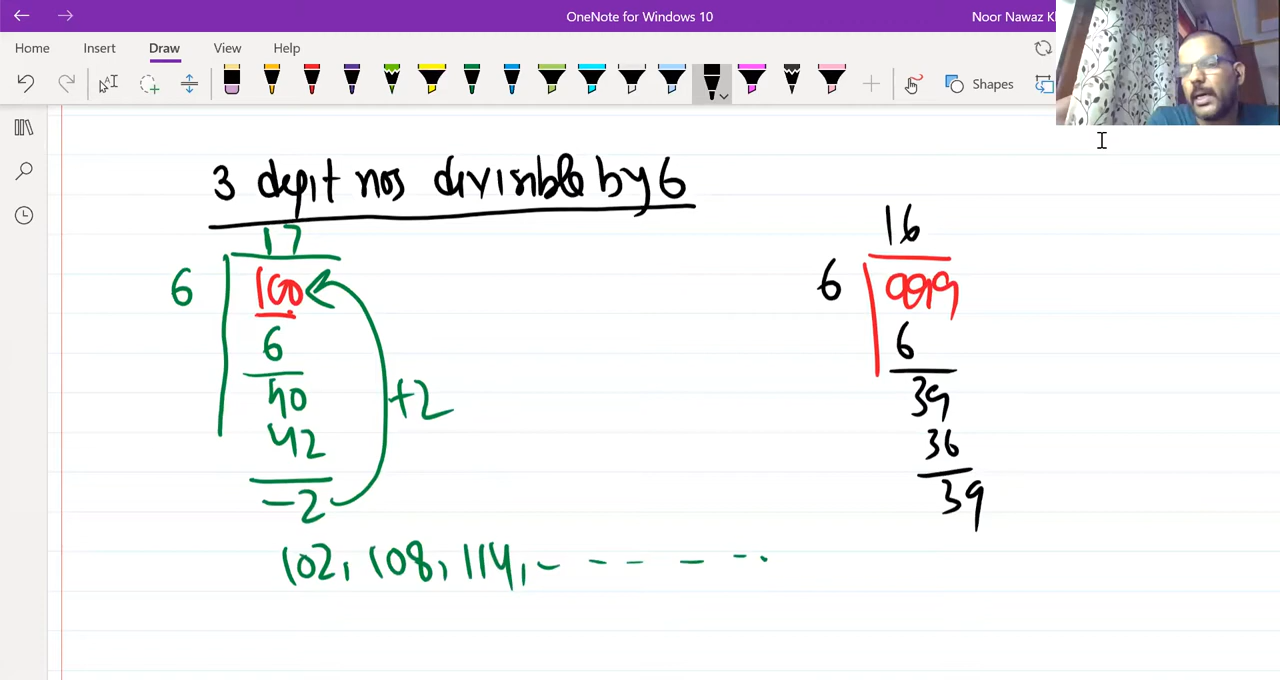 OneNote for Windows 10
Noor Nawaz Kh
Home Insert Draw View Help
Shapes
3 digit nos divisible by 6
17
6 100
6
40
42
-2
+2
102, 108, 114, - - - - - -
16
6 999
6
39
36
39